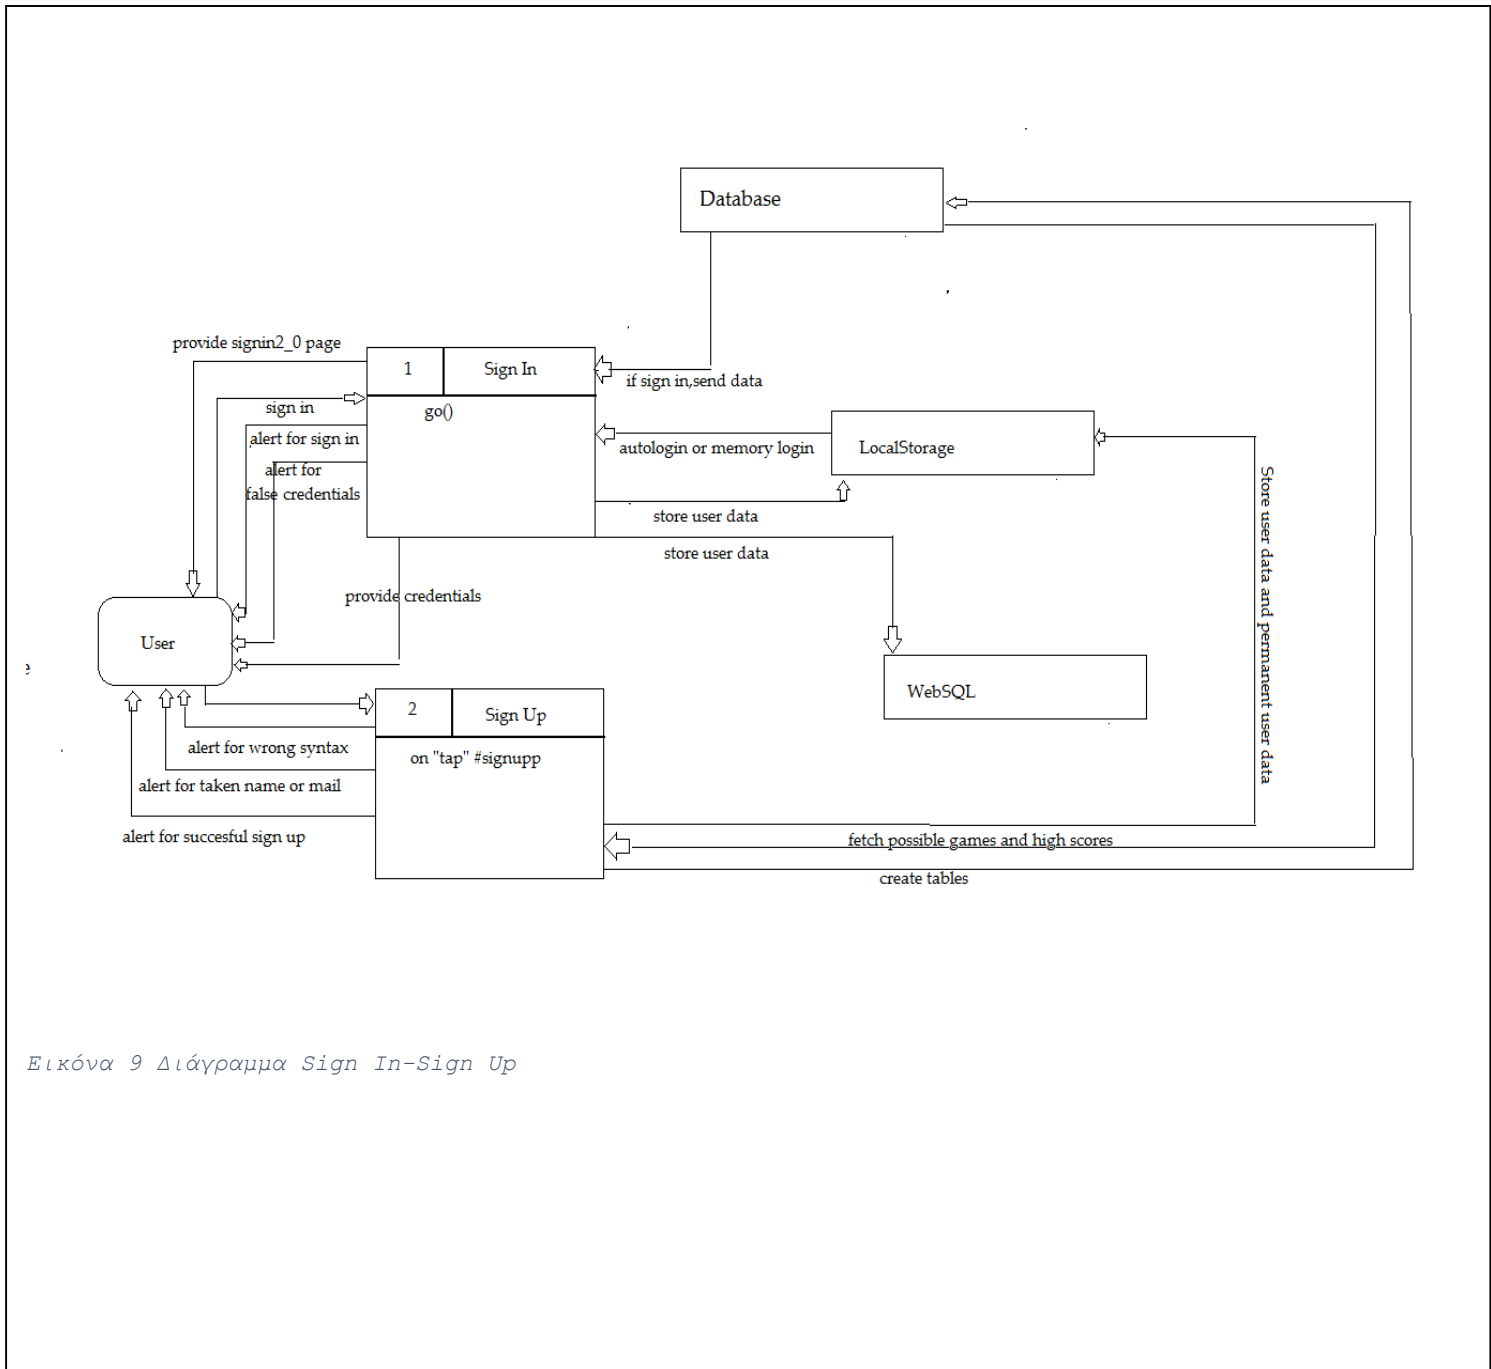 Database
provide signin2_0 page
1
Sign In
if sign in,send data
sign in
go()
alert for sign in
autologin or memory login
LocalStorage
alert for
false credentials
store user data
store user data
Store user data and permanent user data
provide credentials
User
e
WebSQL
2
Sign Up
alert for wrong syntax
on "tap" #signupp
alert for taken name or mail
alert for succesful sign up
fetch possible games and high scores
create tables
Εικόνα 9 Διάγραμμα Sign In-Sign Up